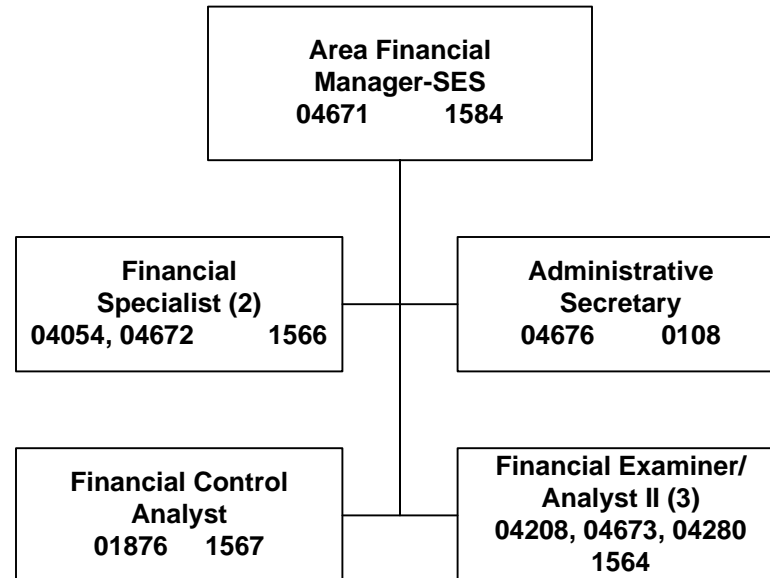 Area Financial
Manager-SES
04671 1584
Financial
Specialist (2)
04054, 04672 1566
Administrative
Secretary
04676 0108
Financial Control
Analyst
01876 1567
Financial Examiner/
Analyst II (3)
04208, 04673, 04280
1564